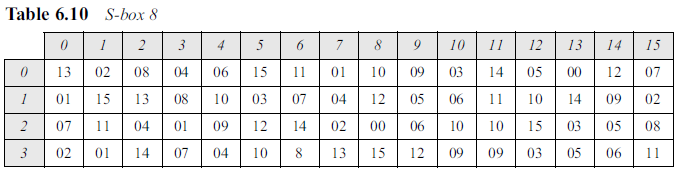 Table 6.10 S-box 8
0 1 2 3 4 5 6 7 8 9 10 11 12 13 14 15
0 13 02 08 04 06 15 11 01 10 09 03 14 05 00 12 07
1 01 15 13 08 10 03 07 04 12 05 06 11 10 14 09 02
2 07 11 04 01 09 12 14 02 00 06 10 10 15 03 05 08
3 02 01 14 07 04 10 8 13 15 12 09 09 03 05 06 11